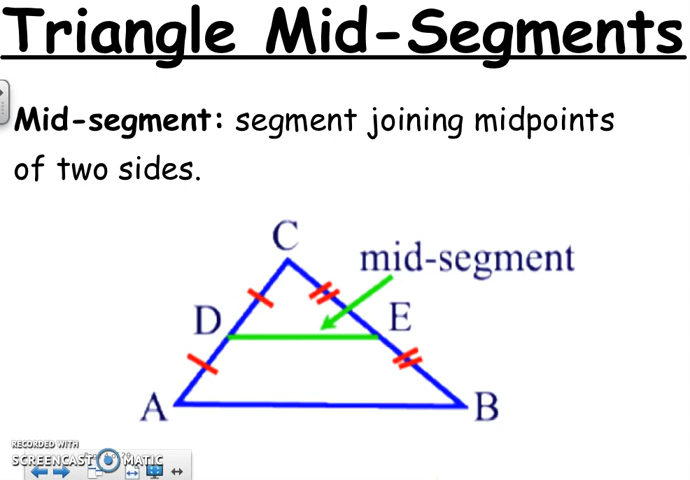 Triangle Mid-Segments
Mid-segment: segment joining midpoints
of two sides.
C
mid-segment
D
E
A
B
RECORDED WITH
SCREENCAST MATIC